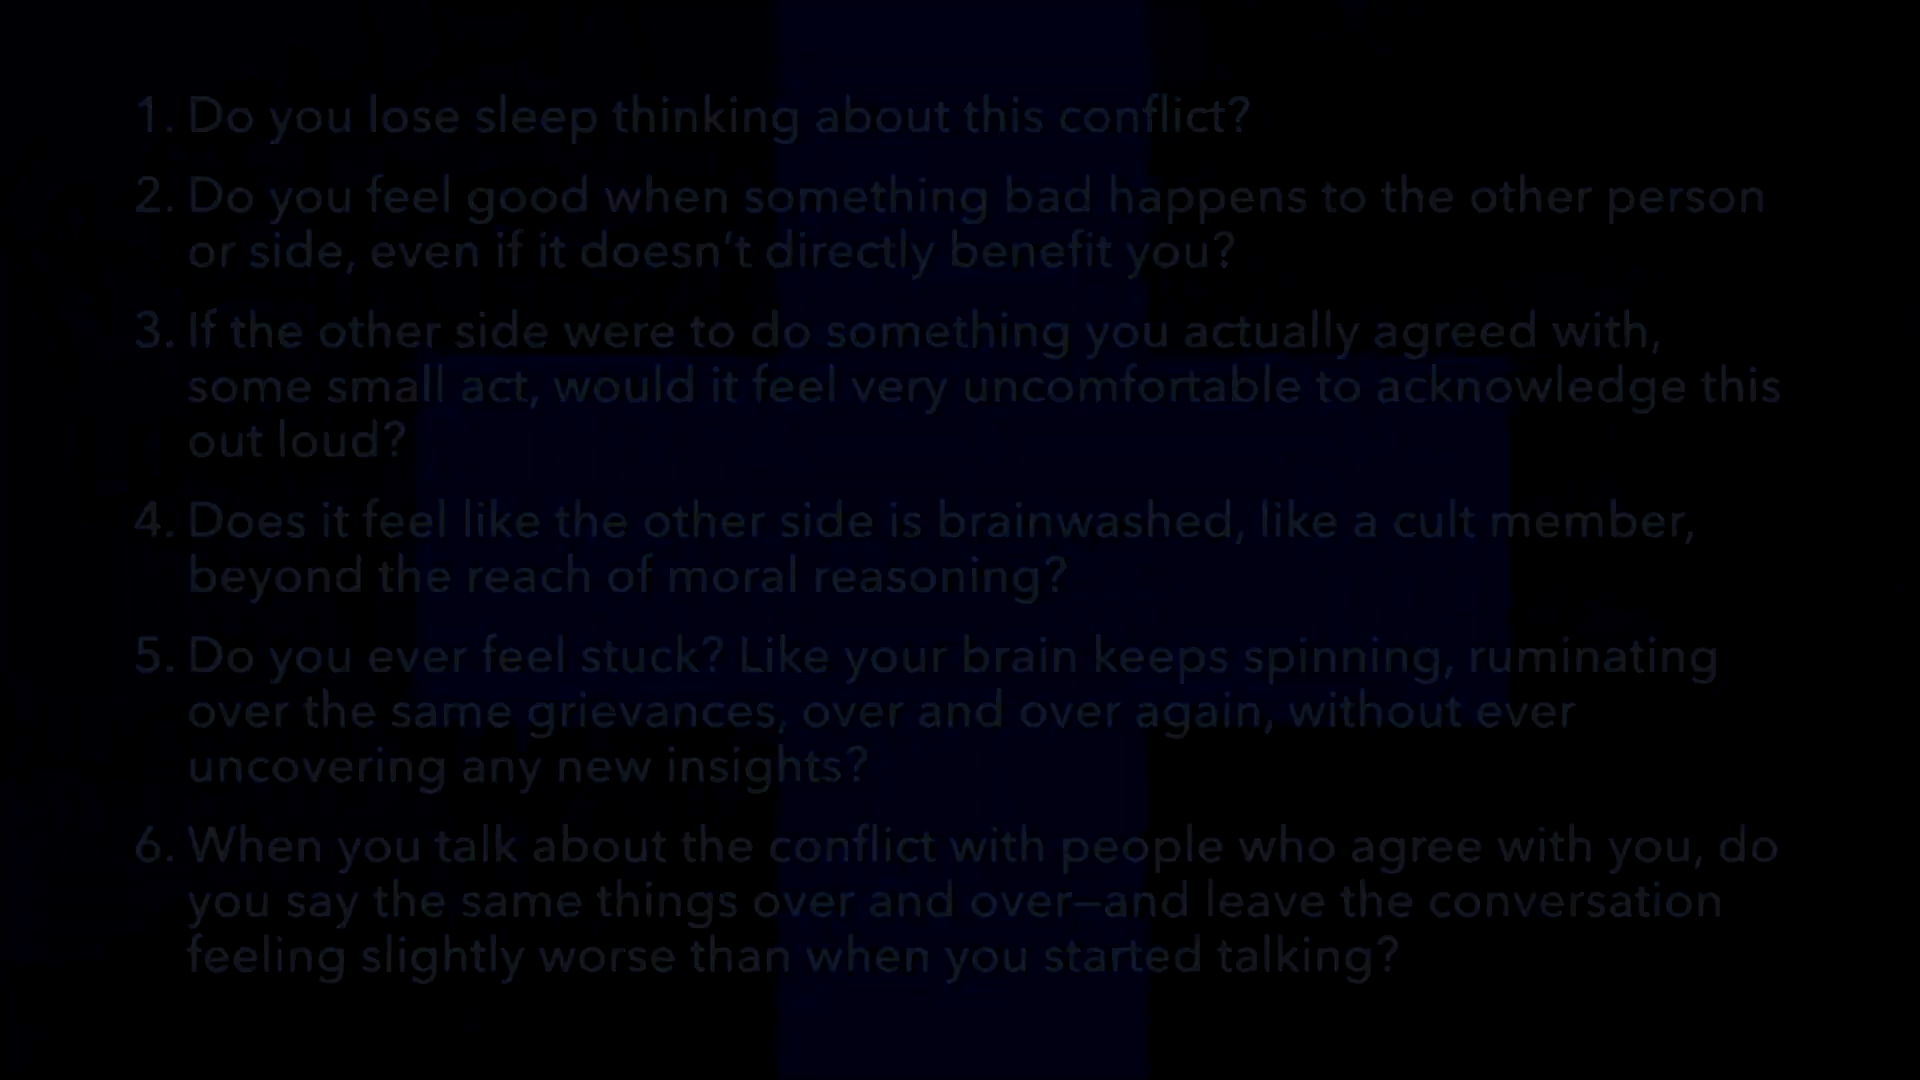 1. Do you lose sleep thinking about this conflict?
2. Do you feel good when something bad happens to the other person
or side, even if it doesn’t directly benefit you?
3. If the other side were to do something you actually agreed with,
some small act, would it feel very uncomfortable to acknowledge this
out loud?
4. Does it feel like the other side is brainwashed, like a cult member,
beyond the reach of moral reasoning?
5. Do you ever feel stuck? Like your brain keeps spinning, ruminating
over the same grievances, over and over again, without ever
uncovering any new insights?
6. When you talk about the conflict with people who agree with you, do
you say the same things over and over—and leave the conversation
feeling slightly worse than when you started talking?